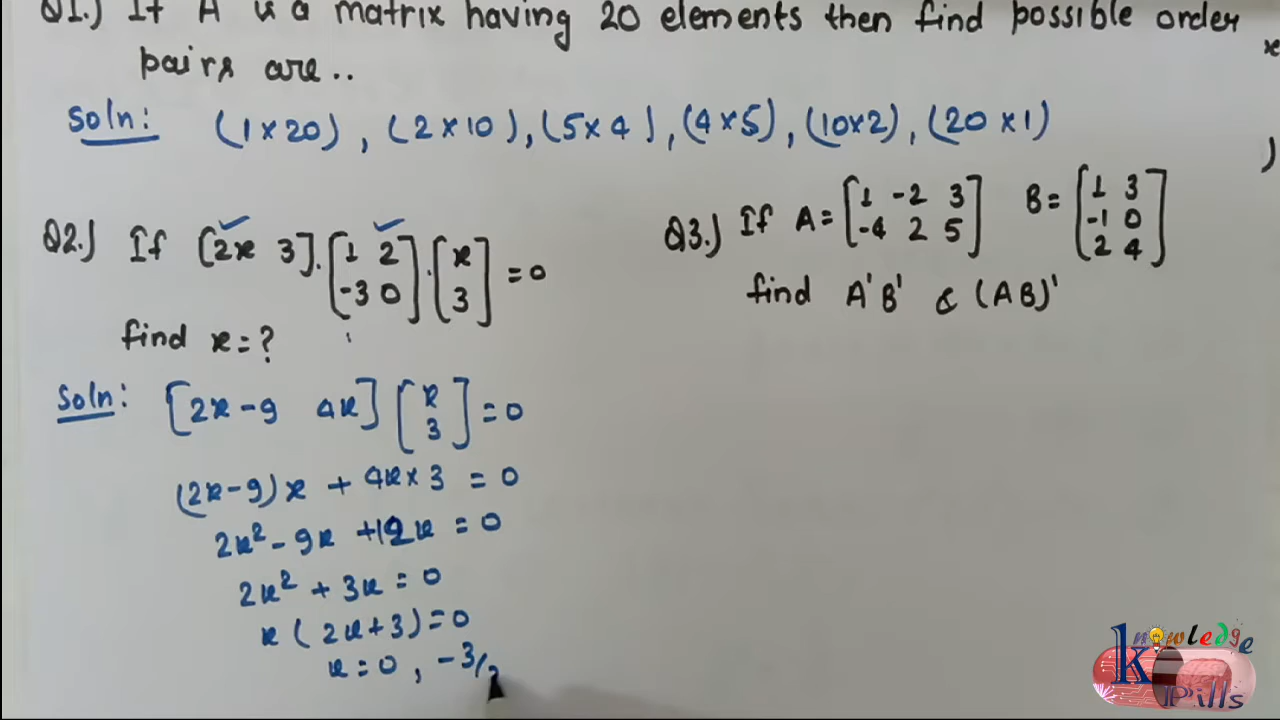 Q1.) If A is a matrix having 20 elements then find possible order
pairs are..
Soln: (1×20), (2×10), (5×4), (4×5), (10×2), (20×1)
Q2.) If [2x 3].[1 2
-3 0].[x
3] = 0
find x=?
Soln: [2x-9 4x] [x
3] = 0
(2x-9)x + 4x×3 = 0
2x² - 9x +12x = 0
2x² + 3x = 0
x(2x+3)=0
x=0, -3/2
Q3.) If A= [1 -2 3
-4 2 5] B= [1 3
-1 0
2 4]
find A'B' & (AB)'
x
)
Knowledge
Pills